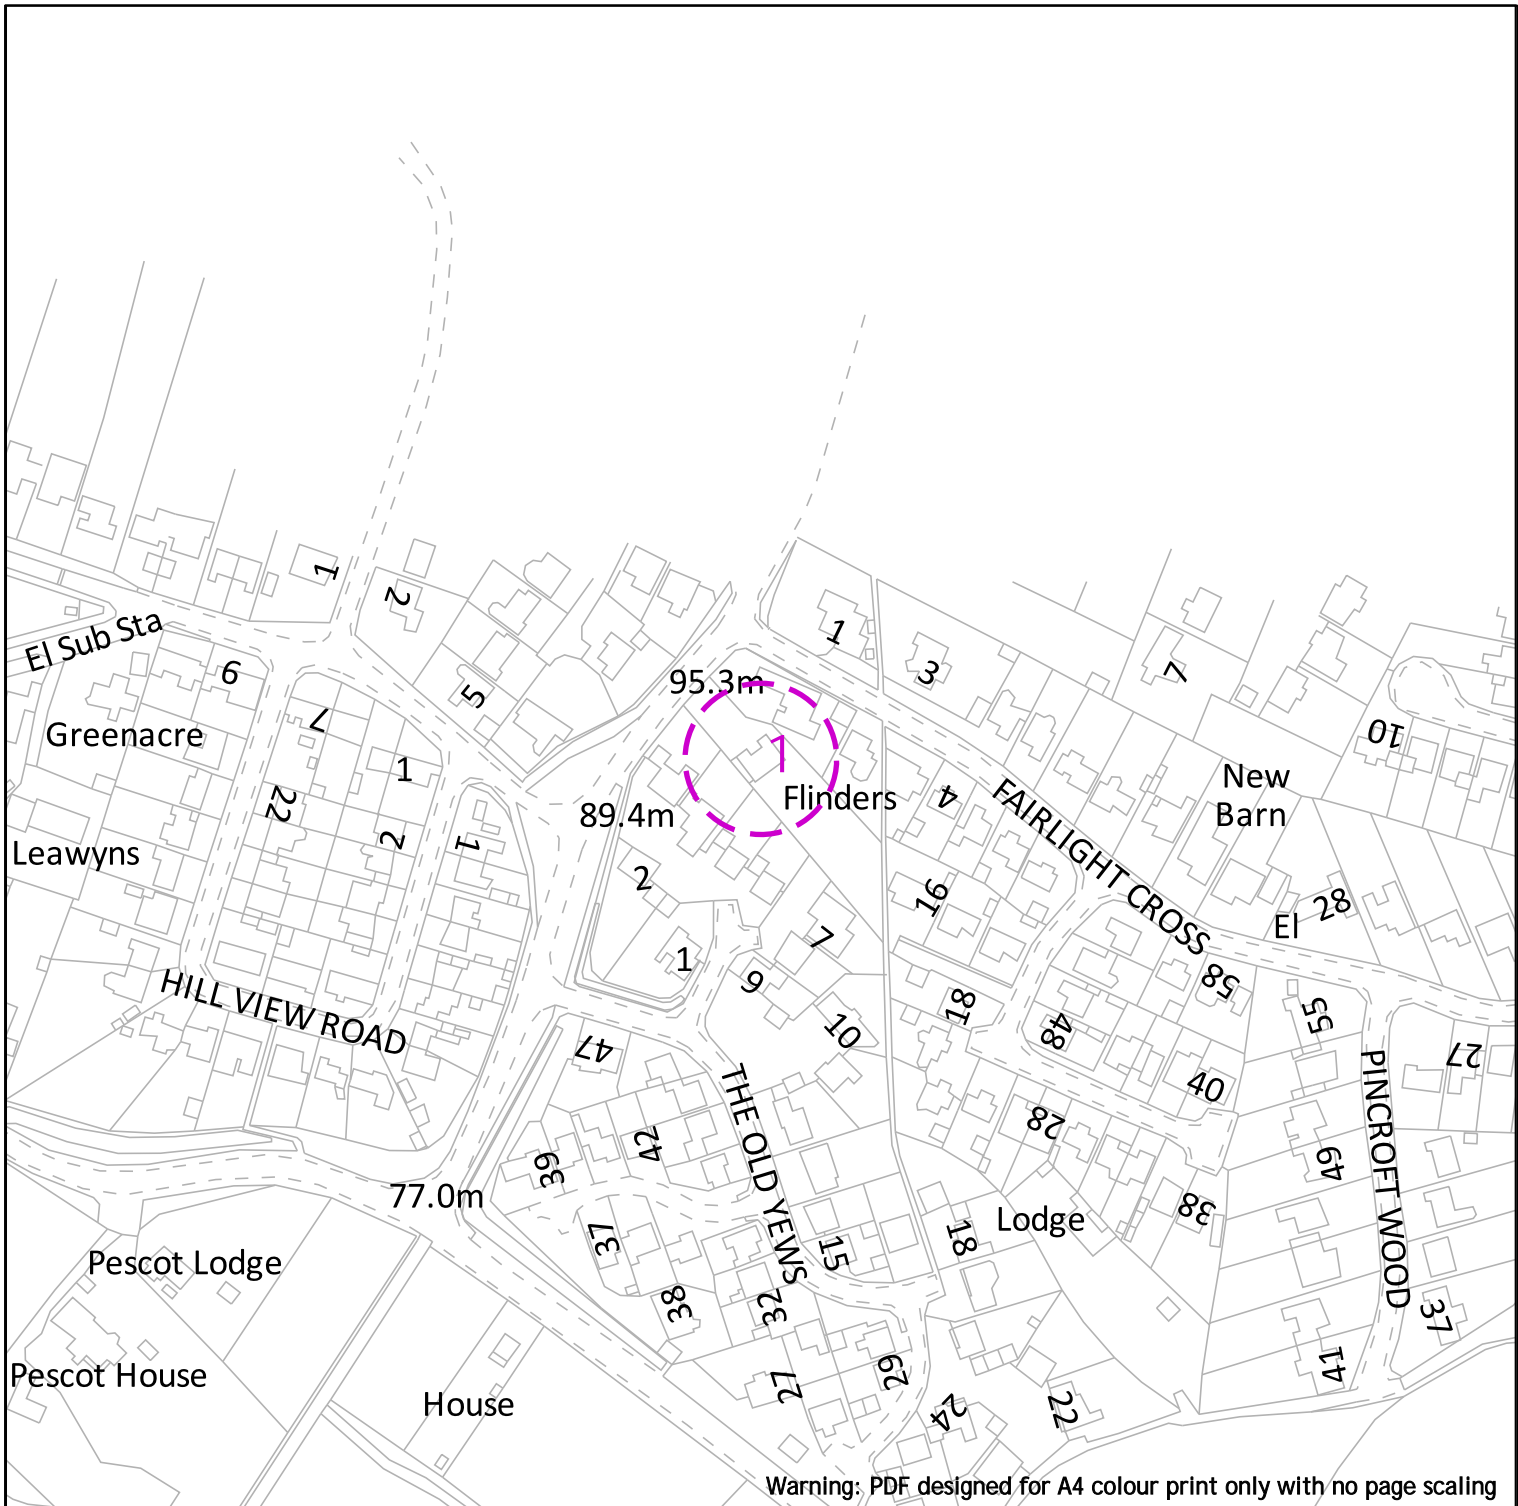 1
2
El Sub Sta
6
1
3
95.3m
7
5
7
Greenacre
10
1
1
New
Barn
Flinders
4
22
89.4m
FAIRLIGHT CROSS
Leawyns
2
1
2
16
28
El
7
1
9
58
HILL VIEW ROAD
18
55
10
48
47
27
THE OLD YEWS
PINCROFT WOOD
40
28
42
39
49
77.0m
38
Lodge
37
18
15
Pescot Lodge
38
32
37
41
Pescot House
29
27
House
24
22
Warning: PDF designed for A4 colour print only with no page scaling